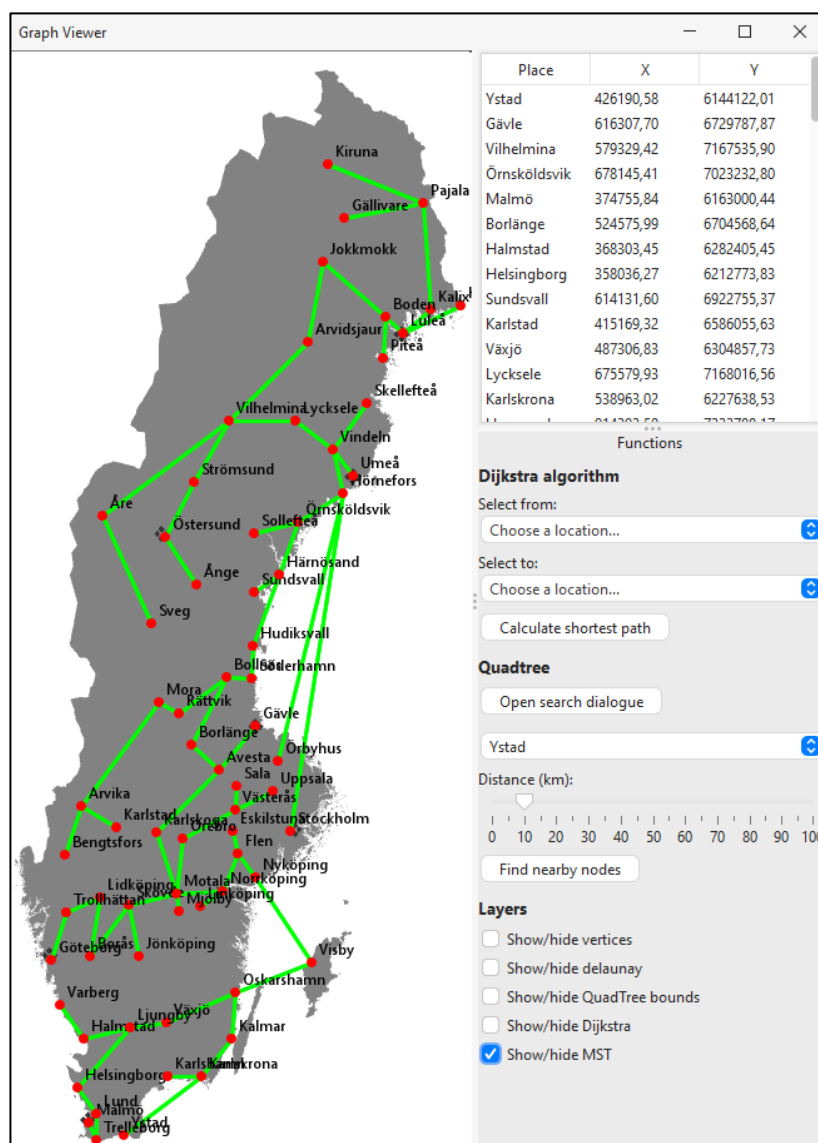 Graph Viewer
Kiruna
Pajala
Gällivare
Jokkmokk
Boden
Kalix
Luleå
Arvidsjaur
Piteå
Skellefteå
Vilhelmina
Lycksele
Vindeln
Strömsund
Umeå
Hörnefors
Åre
Örnsköldsvik
Östersund
Sollefteå
Ånge
Härnösand
Sundsvall
Sveg
Hudiksvall
Söderhamn
Mora
Rättvik
Gävle
Borlänge
Örbyhus
Avesta
Sala
Uppsala
Arvika
Västerås
Karlstad
Karlskoga
Örebro
Eskilstuna
Stockholm
Bengtsfors
Flen
Nyköping
Lidköping
Motala
Norrköping
Trollhättan
Mjölby
Linköping
Göteborg
Borås
Jönköping
Visby
Oskarshamn
Varberg
Ljungby
Växjö
Halmstad
Kalmar
Helsingborg
Karlshamn
Karlskrona
Lund
Malmö
Trelleborg
Ystad
Place X Y
Ystad 426190,58 6144122,01
Gävle 616307,70 6729787,87
Vilhelmina 579329,42 7167535,90
Örnsköldsvik 678145,41 7023232,80
Malmö 374755,84 6163000,44
Borlänge 524575,99 6704568,64
Halmstad 368303,45 6282405,45
Helsingborg 358036,27 6212773,83
Sundsvall 614131,60 6922755,37
Karlstad 415169,32 6586055,63
Växjö 487306,83 6304857,73
Lycksele 675579,93 7168016,56
Karlskrona 538963,02 6227638,53
Functions
Dijkstra algorithm
Select from:
Choose a location...
Select to:
Choose a location...
Calculate shortest path
Quadtree
Open search dialogue
Ystad
Distance (km):
0 10 20 30 40 50 60 70 80 90 100
Find nearby nodes
Layers
Show/hide vertices
Show/hide delaunay
Show/hide QuadTree bounds
Show/hide Dijkstra
Show/hide MST